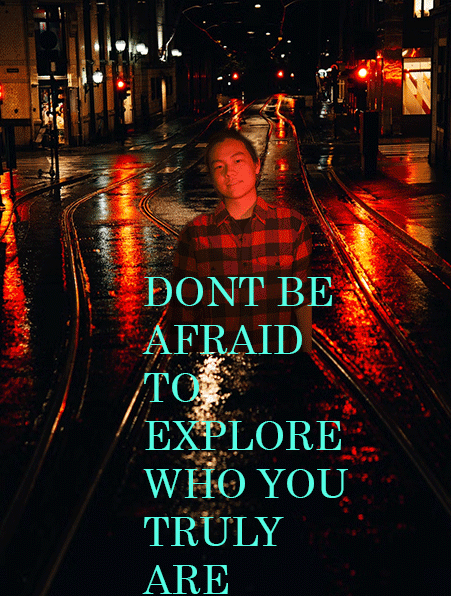 DONT BE
AFRAID
TO
EXPLORE
WHO YOU
TRULY
ARE